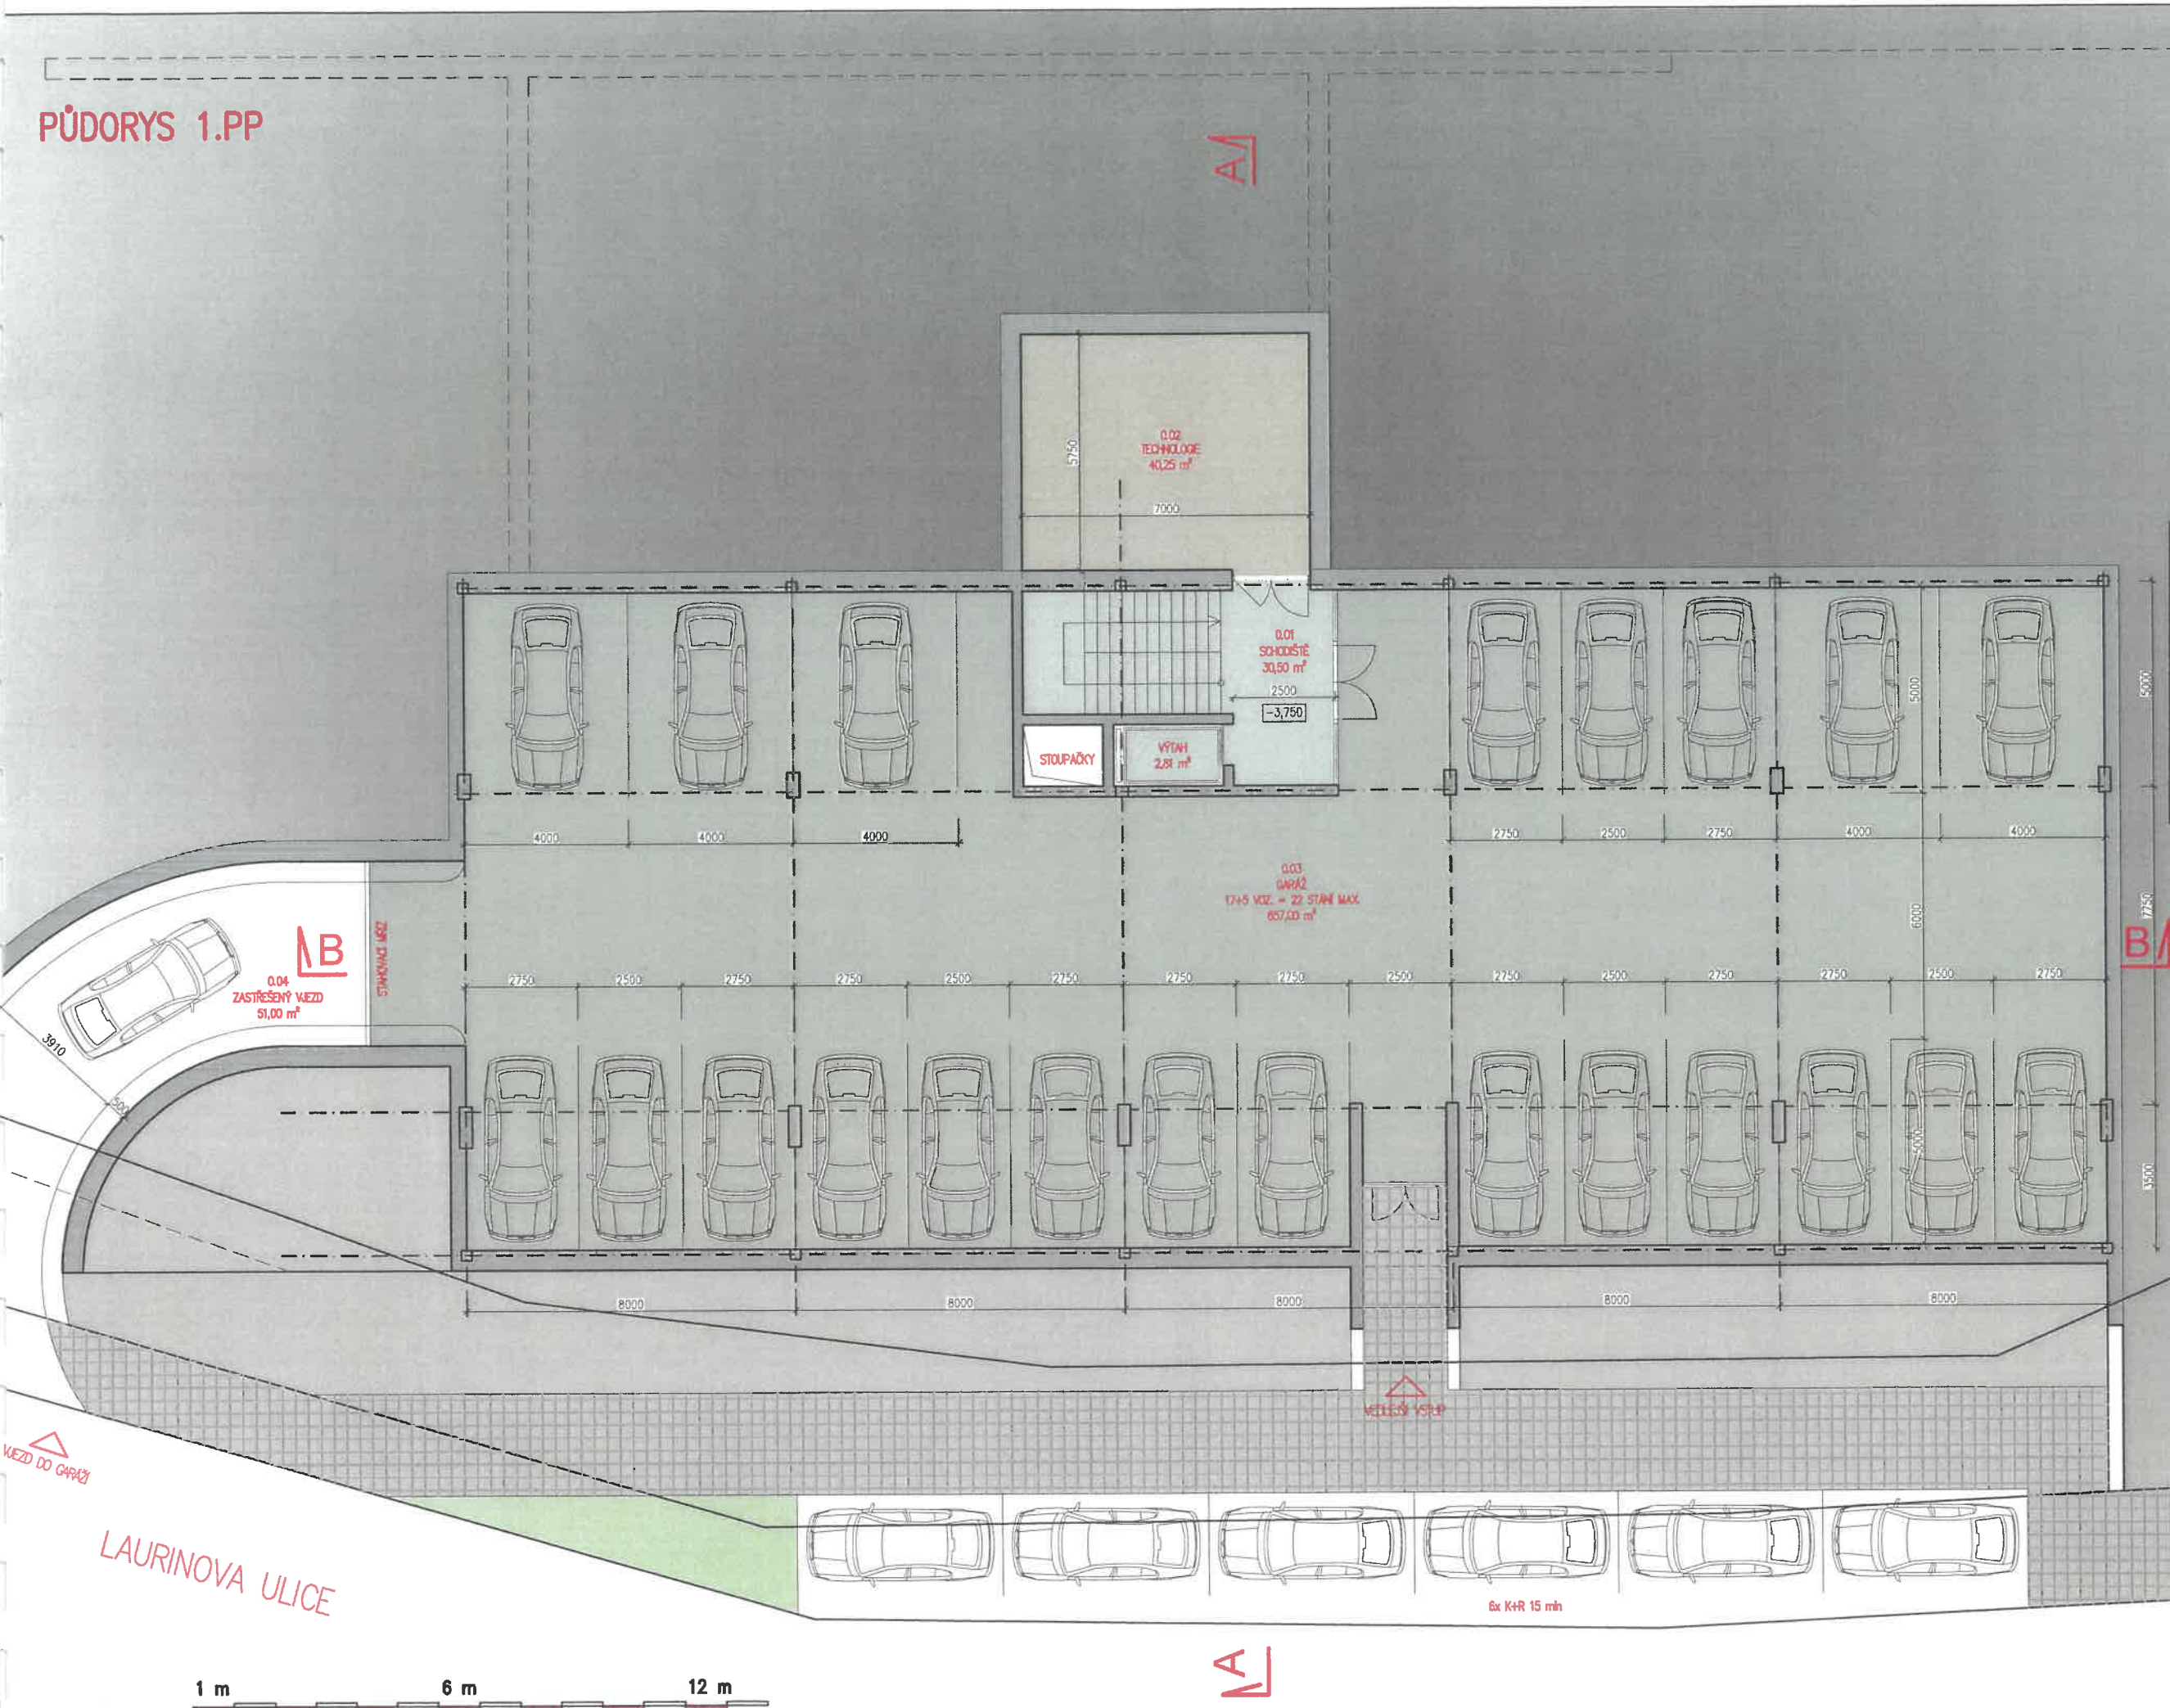 PŮDORYS 1.PP
A
5750
0.02
TECHNOLOGIE
40,25 m²
7000
0.01
SCHODIŠTĚ
30,50 m²
2500
-3,750
STOUPAČKY
VÝTAH
2,81 m²
5000
5000
4000
4000
4000
2750
2500
2750
4000
4000
0.03
GARÁŽ
17+5 VOZ. = 22 STÁNÍ MAX.
657,00 m²
6000
7750
B
B
STAHOVACÍ MŘÍŽ
0.04
ZASTŘEŠENÝ VJEZD
51,00 m²
2750
2500
2750
2750
2500
2750
2750
2750
2500
2750
2500
2750
2750
2500
2750
3910
500
5000
3500
8000
8000
8000
8000
8000
VEDLEJŠÍ VSTUP
VJEZD DO GARÁŽÍ
LAURINOVA ULICE
6x K+R 15 min
A
1 m
6 m
12 m